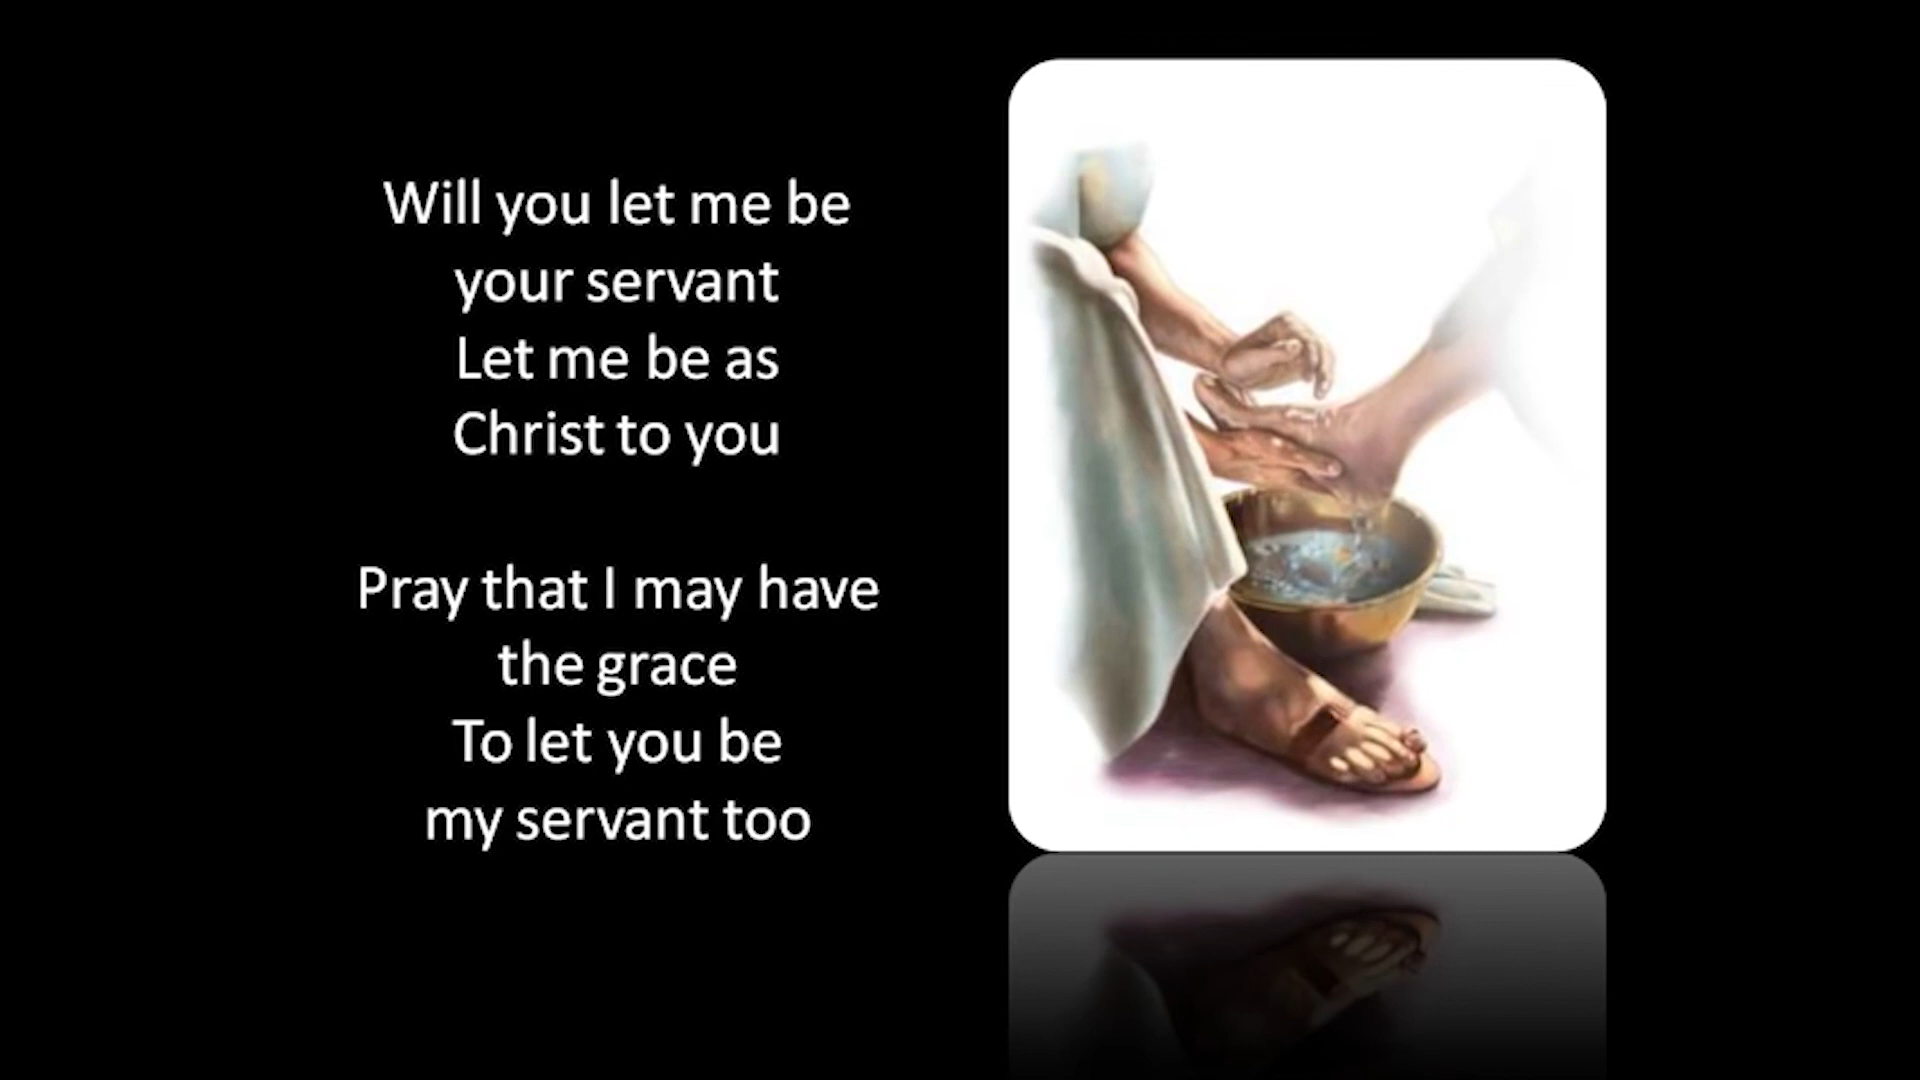 Will you let me be
your servant
Let me be as
Christ to you
Pray that I may have
the grace
To let you be
my servant too